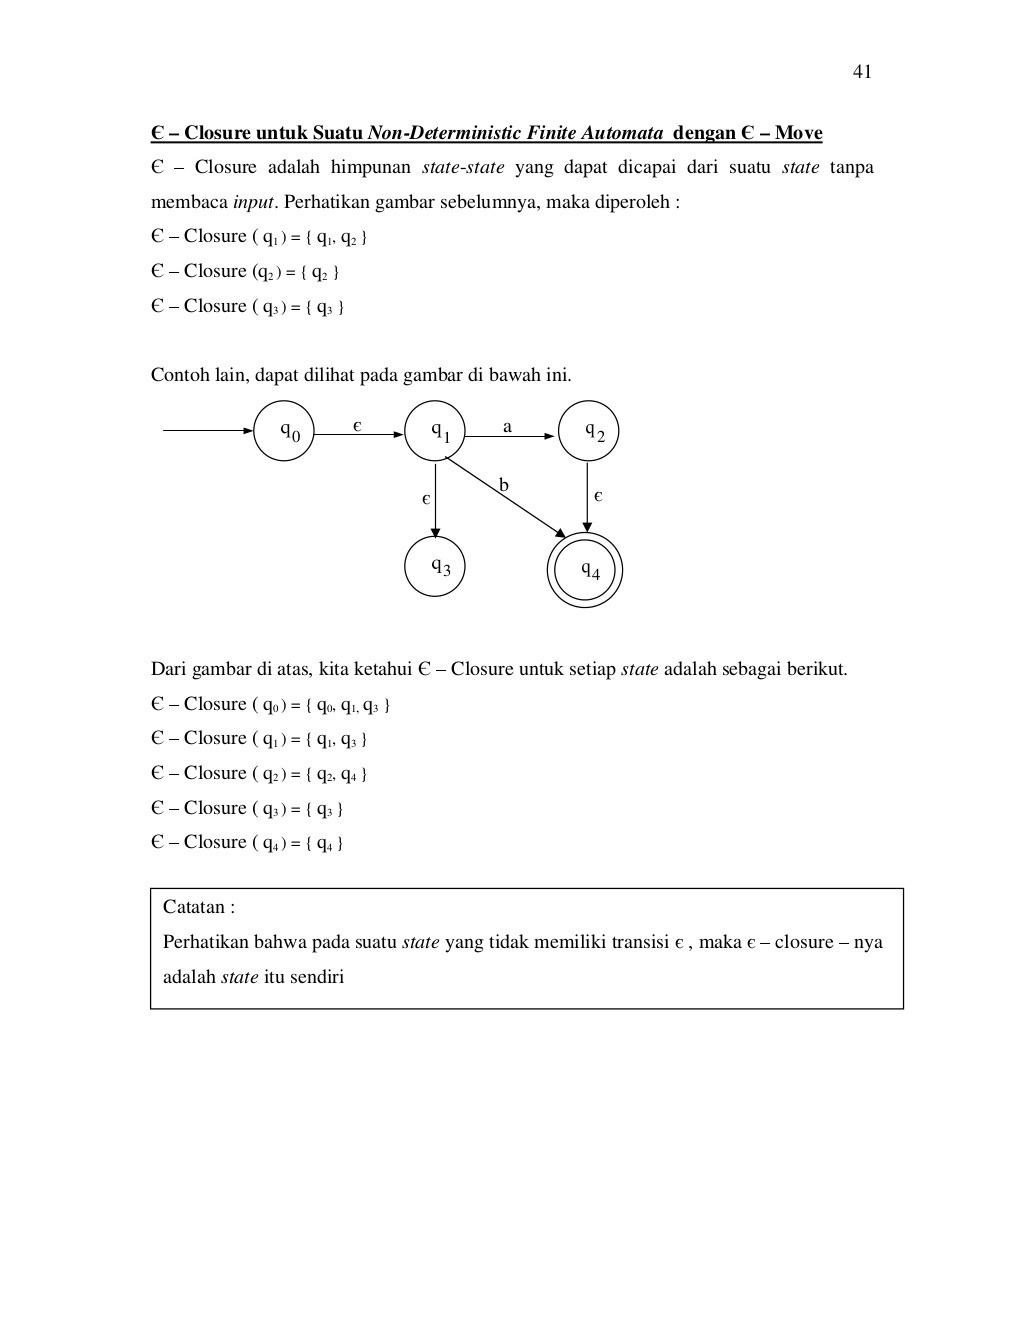 41
Є – Closure untuk Suatu Non-Deterministic Finite Automata dengan Є – Move
Є – Closure adalah himpunan state-state yang dapat dicapai dari suatu state tanpa
membaca input. Perhatikan gambar sebelumnya, maka diperoleh :
Є – Closure ( q₁ ) = { q₁, q₂ }
Є – Closure (q₂ ) = { q₂ }
Є – Closure ( q₃ ) = { q₃ }
Contoh lain, dapat dilihat pada gambar di bawah ini.
q₀ є q₁ a q₂
є b є
q₃ q₄
Dari gambar di atas, kita ketahui Є – Closure untuk setiap state adalah sebagai berikut.
Є – Closure ( q₀ ) = { q₀, q₁, q₃ }
Є – Closure ( q₁ ) = { q₁, q₃ }
Є – Closure ( q₂ ) = { q₂, q₄ }
Є – Closure ( q₃ ) = { q₃ }
Є – Closure ( q₄ ) = { q₄ }
Catatan :
Perhatikan bahwa pada suatu state yang tidak memiliki transisi є , maka є – closure – nya
adalah state itu sendiri